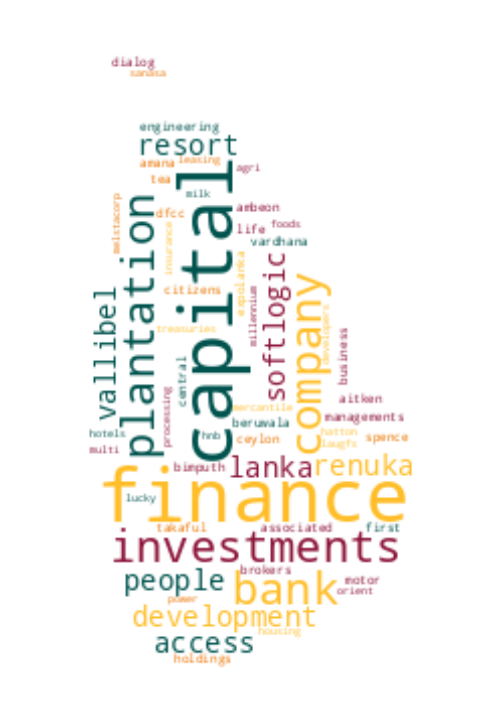 dialog
sanasa
engineering
resort
amana
leasing
agri
tea
capital
milk
plantation
melstacorp
dfcc
ambeon
life
foods
insurance
vardhana
expolanka
softlogic
company
citizens
vallibel
millennium
developers
treasuries
business
central
processing
aitken
mercantile
managements
beruwala
hotels
hnb
ceylon
hatton
spence
laugfs
multi
bimputh
lanka
renuka
finance
lucky
takaful
associated
first
investments
brokers
people
bank
motor
orient
power
development
housing
access
holdings